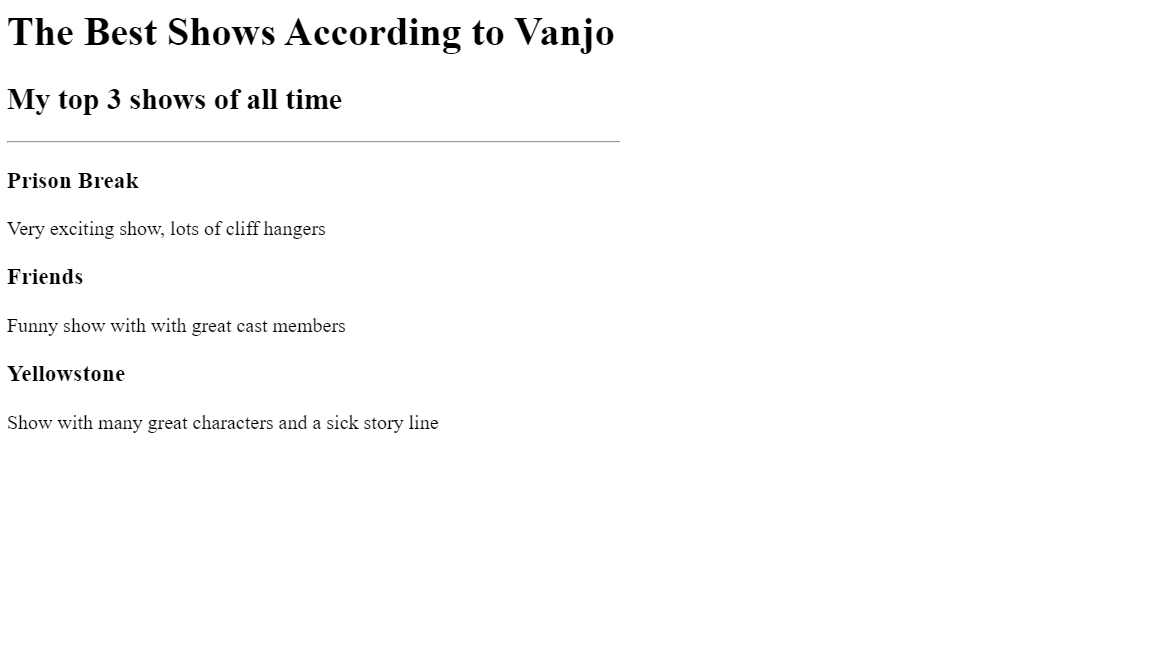 The Best Shows According to Vanjo
My top 3 shows of all time
Prison Break
Very exciting show, lots of cliff hangers
Friends
Funny show with with great cast members
Yellowstone
Show with many great characters and a sick story line